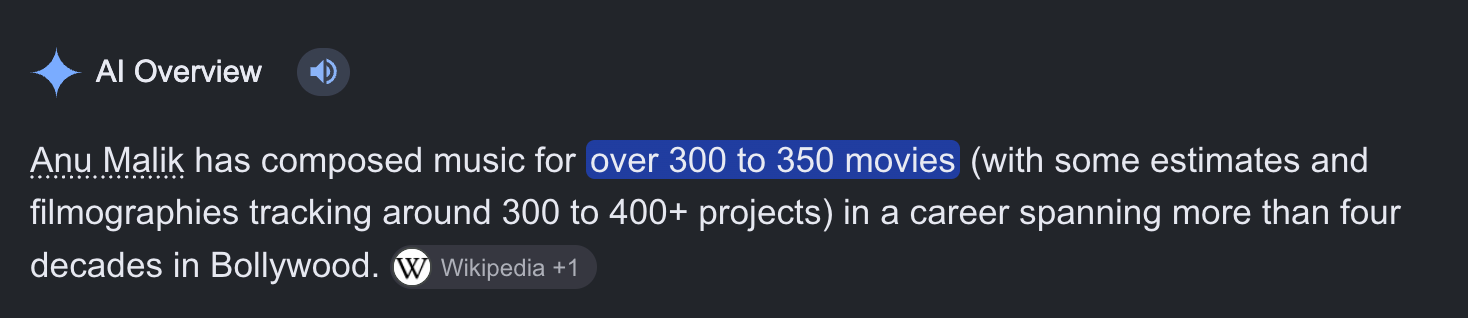 AI Overview
Anu Malik has composed music for over 300 to 350 movies (with some estimates and
filmographies tracking around 300 to 400+ projects) in a career spanning more than four
decades in Bollywood. W Wikipedia +1